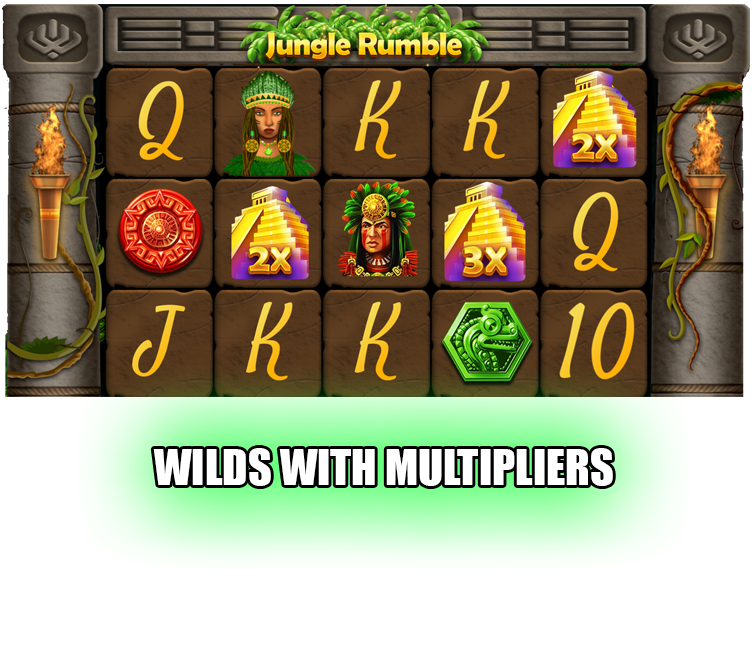 Jungle Rumble
Q K K 2X
2X 3X Q
J K K 10
WILDS WITH MULTIPLIERS